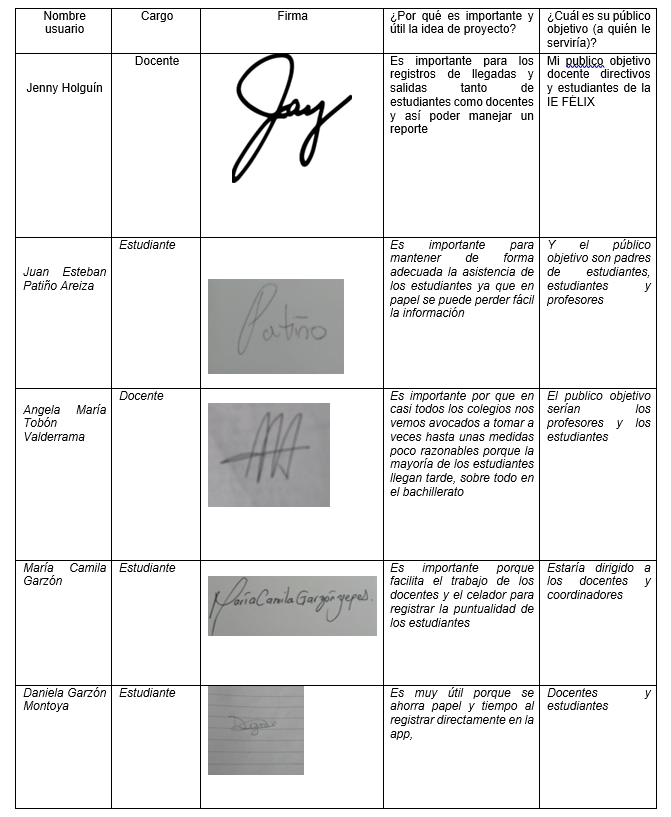 Nombre
usuario
Cargo
Firma
¿Por qué es importante y
útil la idea de proyecto?
¿Cuál es su público
objetivo (a quién le
serviría)?
Jenny Holguín
Docente
Jay
Es importante para los
registros de llegadas y
salidas tanto de
estudiantes como docentes
y así poder manejar un
reporte
Mi publico objetivo
docente directivos
y estudiantes de la
IE FÉLIX
Juan Esteban
Patiño Areiza
Estudiante
Patiño
Es importante para
mantener de forma
adecuada la asistencia de
los estudiantes ya que en
papel se puede perder fácil
la información
Y el público
objetivo son padres
de estudiantes,
estudiantes y
profesores
Angela María
Tobón
Valderrama
Docente
Es importante por que en
casi todos los colegios nos
vemos avocados a tomar a
veces hasta unas medidas
poco razonables porque la
mayoría de los estudiantes
llegan tarde, sobre todo en
el bachillerato
El publico objetivo
serían los
profesores y los
estudiantes
María Camila
Garzón
Estudiante
María Camila Garzón yepes.
Es importante porque
facilita el trabajo de los
docentes y el celador para
registrar la puntualidad de
los estudiantes
Estaría dirigido a
los docentes y
coordinadores
Daniela Garzón
Montoya
Estudiante
Es muy útil porque se
ahorra papel y tiempo al
registrar directamente en la
app,
Docentes y
estudiantes